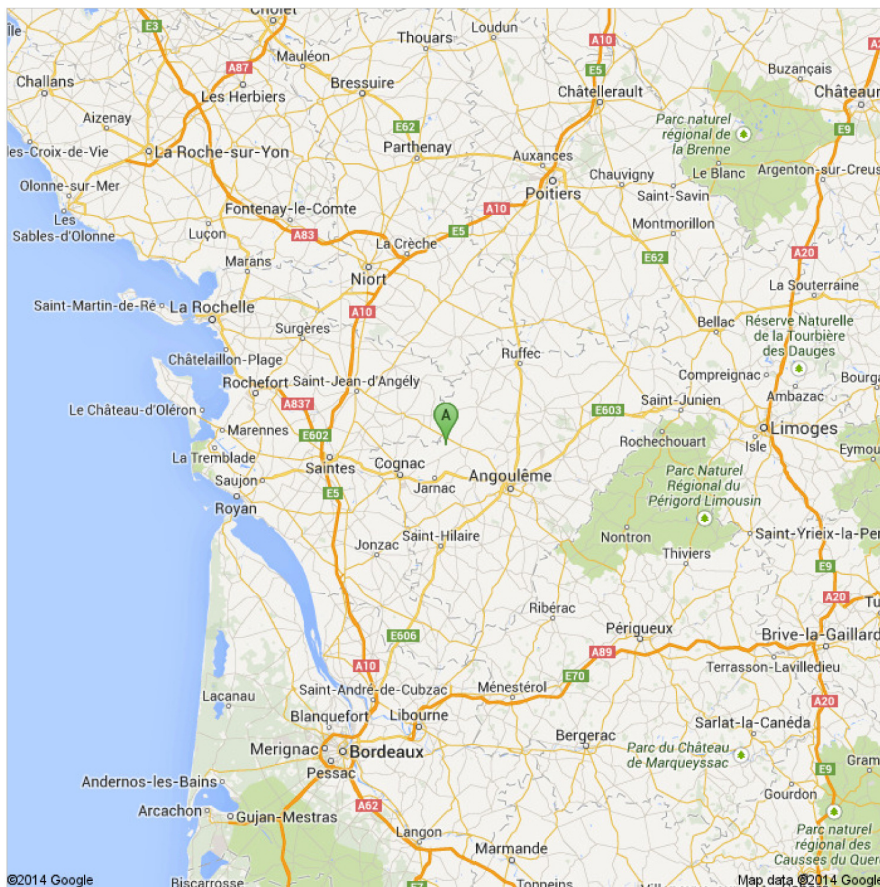 Cholet
E3
Thouars
Loudun
A10
A87
Mauléon
E5
Buzançais
Challans
Les Herbiers
Bressuire
Châtellerault
Parc naturel
régional de
la Brenne
E9
Aizenay
E62
Parthenay
La Roche-sur-Yon
Auxances
Le Blanc
Argenton-sur-Creus
les-Croix-de-Vie
Poitiers
Chauvigny
Saint-Savin
Olonne-sur-Mer
Les
Sables-d'Olonne
Fontenay-le-Comte
A10
Luçon
A83
E5
Montmorillon
La Crèche
A20
E62
Marans
Niort
La Souterraine
Saint-Martin-de-Ré
La Rochelle
A10
Bellac
Réserve Naturelle
de la Tourbière
des Dauges
Surgères
Châtelaillon-Plage
Ruffec
Compreignac
Rochefort
Saint-Jean-d'Angély
Ambazac
Le Château-d'Oléron
A837
A
E603
Saint-Junien
Marennes
E602
Rochechouart
Isle
Limoges
La Tremblade
Saintes
Cognac
Angoulême
Parc Naturel
Régional du
Périgord Limousin
Saujon
Jarnac
Royan
E5
Saint-Hilaire
Nontron
Saint-Yrieix-la-Per
Jonzac
Thiviers
E9
A20
Ribérac
E606
Périgueux
Brive-la-Gaillard
A89
A10
E70
Terrasson-Lavilledieu
Lacanau
Saint-André-de-Cubzac
Ménestérol
A20
Blanquefort
Libourne
Sarlat-la-Canéda
Merignac
Bordeaux
Bergerac
Parc du Château
de Marqueyssac
Pessac
E9
Andernos-les-Bains
Gourdon
Arcachon
Gujan-Mestras
A62
Langon
Marmande
Parc naturel
régional des
Causses du Quer
©2014 Google
Biscarrosse
E7
Tonneins
Map data ©2014 Google